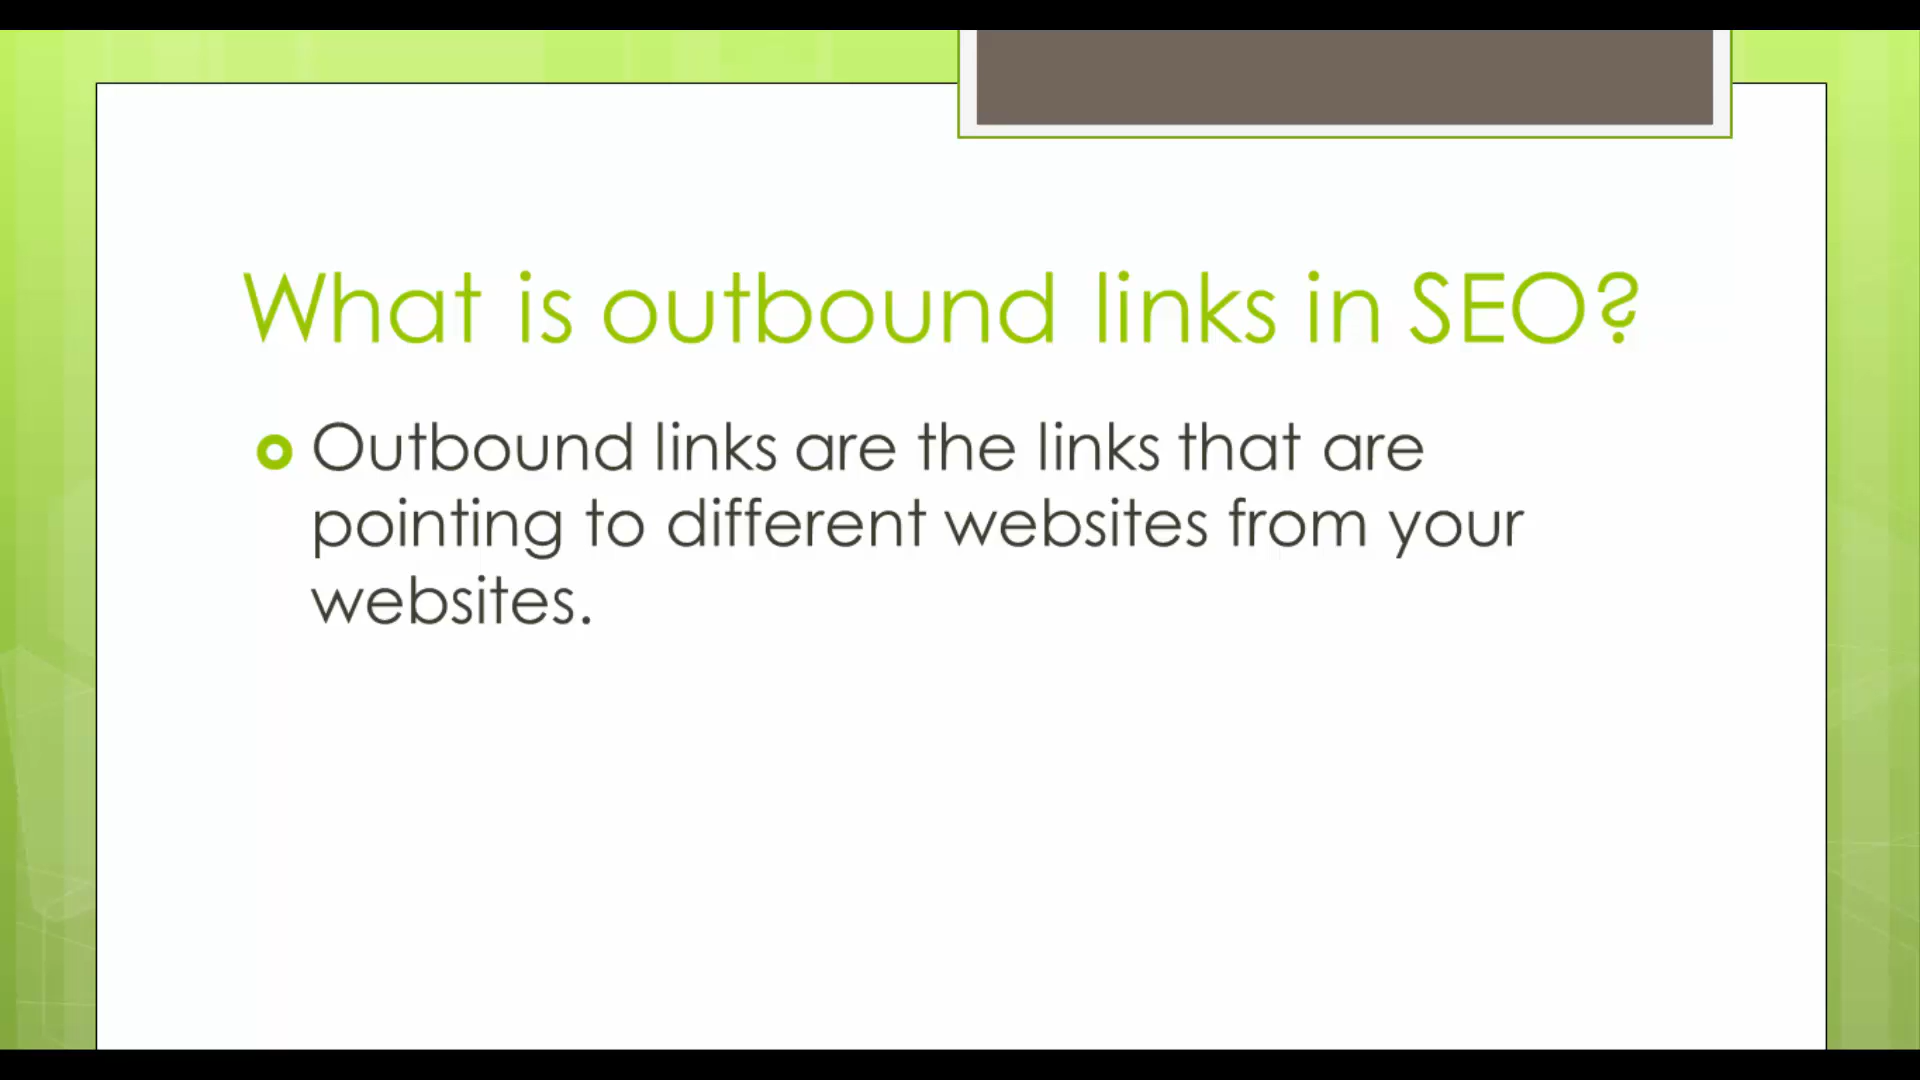 What is outbound links in SEO?
Outbound links are the links that are
pointing to different websites from your
websites.